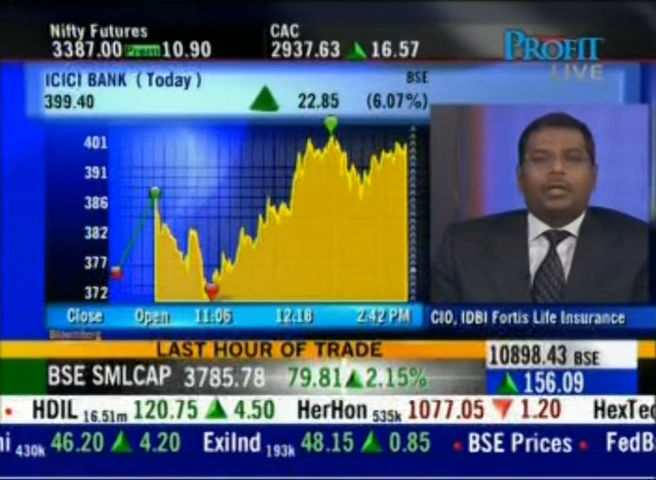 Nifty Futures
3387.00 Prem 10.90
CAC
2937.63 16.57
PROFIT
LIVE
ICICI BANK (Today)
BSE
399.40 22.85 (6.07%)
401
391
386
382
377
372
Close Open 11:06 12:18 2:42 PM
CIO, IDBI Fortis Life Insurance
Bloomberg
LAST HOUR OF TRADE
10898.43 BSE
156.09
BSE SMLCAP 3785.78 79.81 2.15%
• HDIL 16.51m 120.75 4.50 HerHon 535k 1077.05 1.20 HexTec
430k 46.20 4.20 ExiInd 193k 48.15 0.85 • BSE Prices • FedB